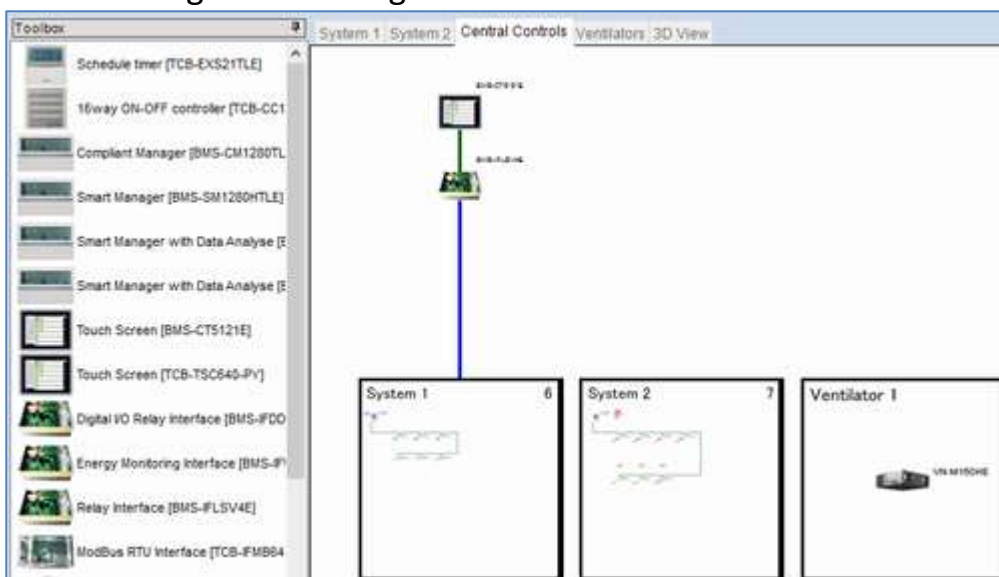 Toolbox
System 1 System 2 Central Controls Ventilators 3D View
Schedule timer [TCB-EXS21TLE]
16way ON-OFF controller [TCB-CC1
Compliant Manager [BMS-CM1280TL
Smart Manager [BMS-SM1280HTLE]
Smart Manager with Data Analyse [E
Smart Manager with Data Analyse [E
Touch Screen [BMS-CT5121E]
Touch Screen [TCB-TSC640-PY]
Digital I/O Relay Interface [BMS-IFDD
Energy Monitoring Interface [BMS-IF
Relay Interface [BMS-IFLSV4E]
ModBus RTU Interface [TCB-IFMB64
System 1 6
System 2 7
Ventilator 1
VN-M150HE